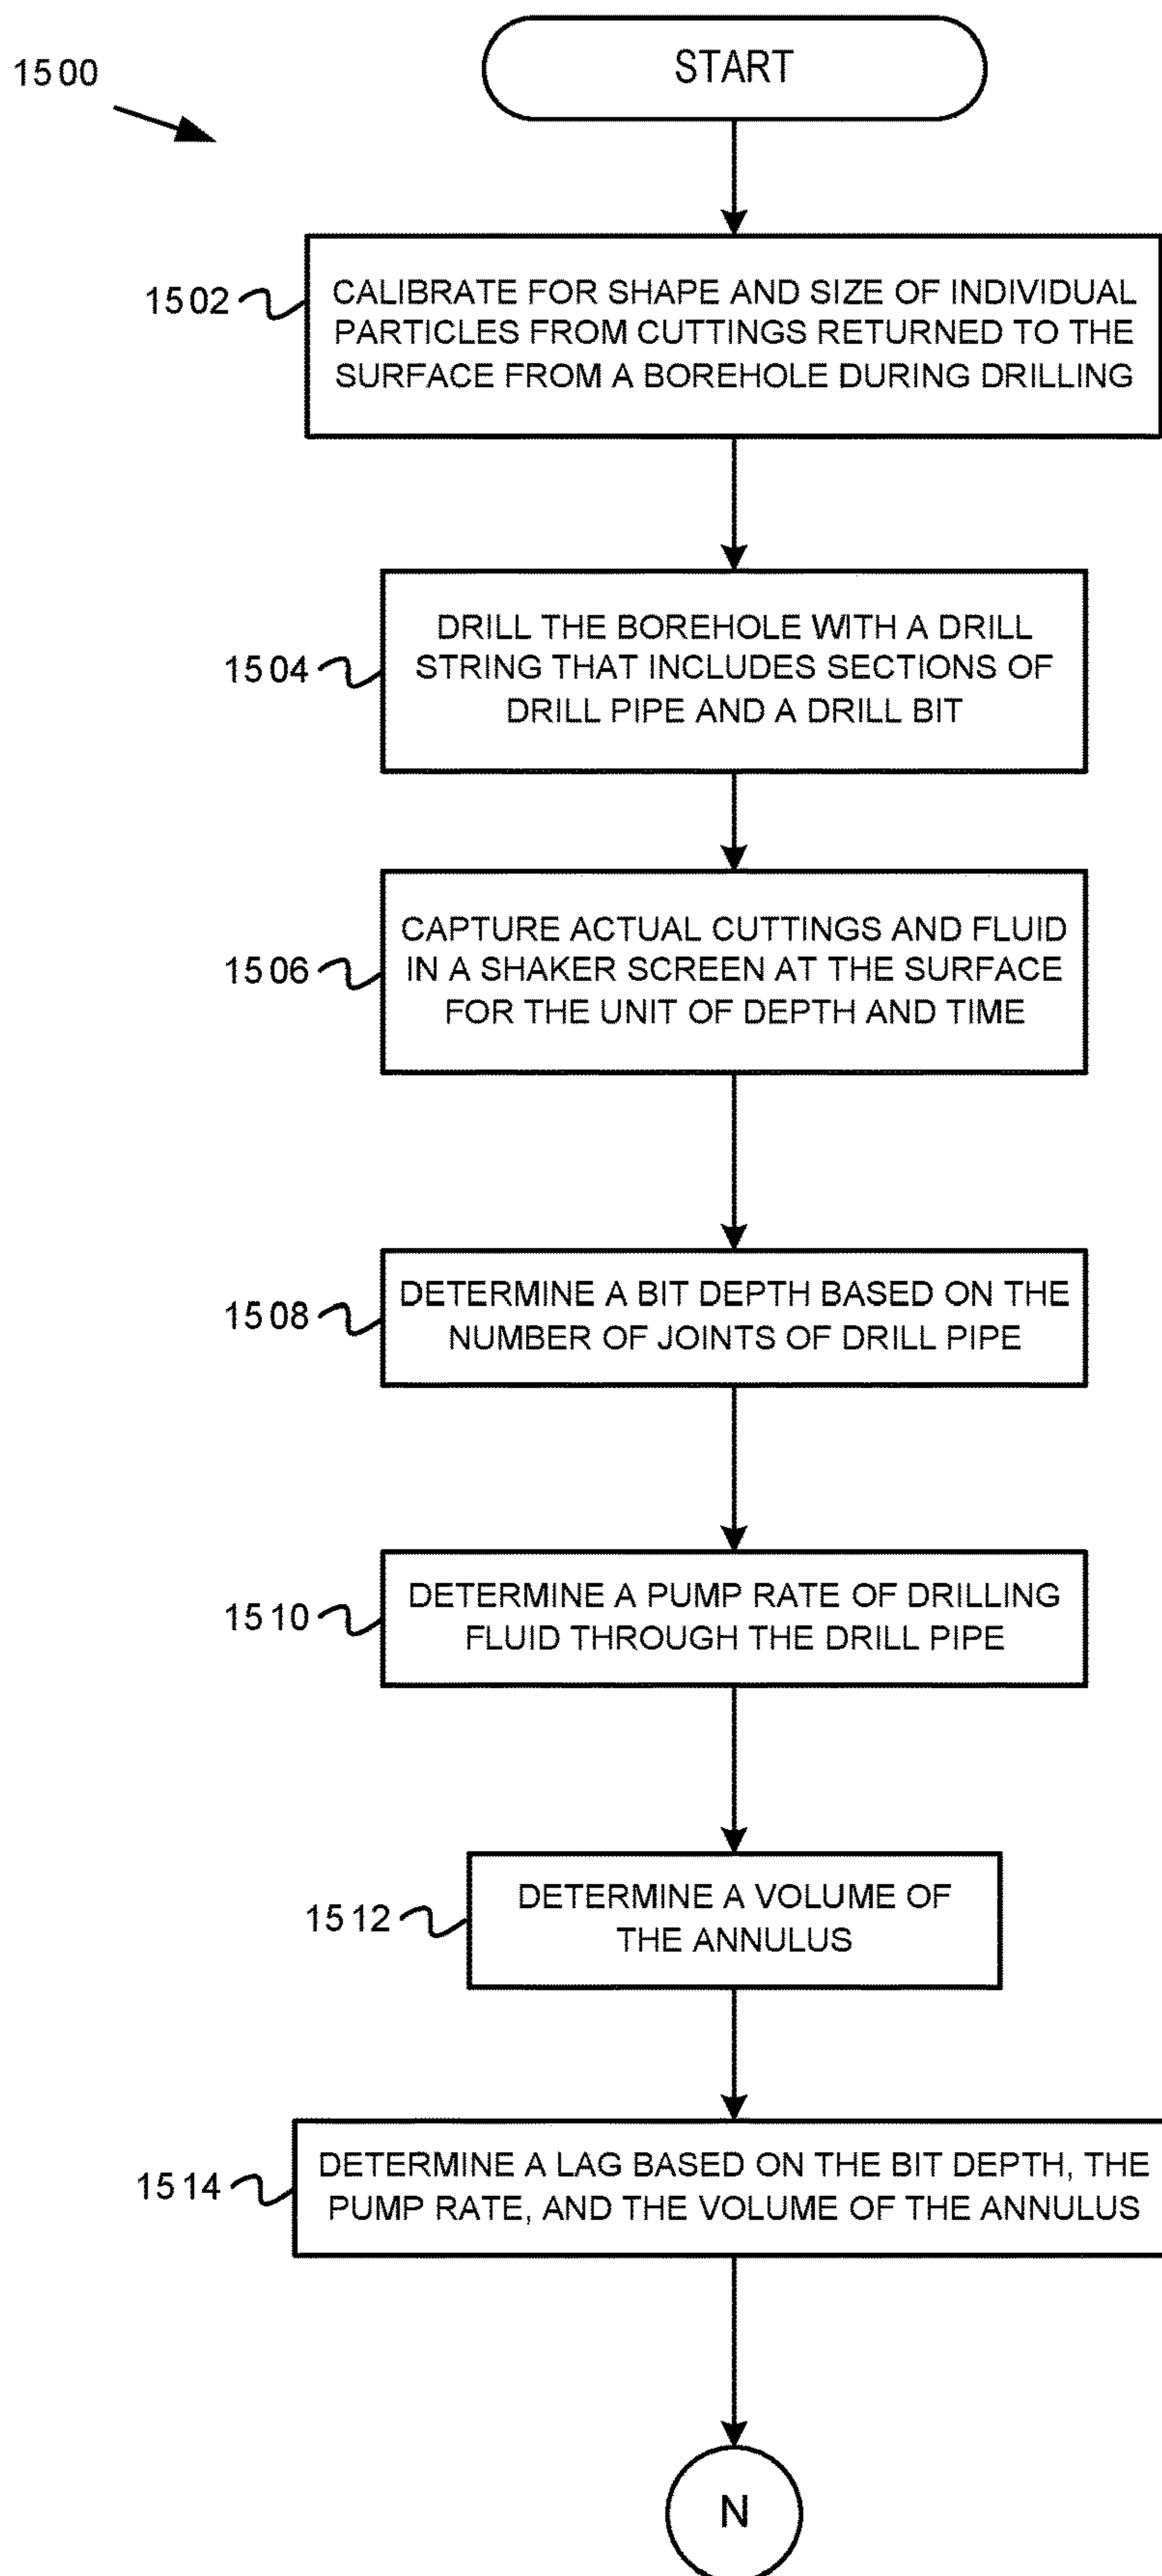 1500
START
1502
CALIBRATE FOR SHAPE AND SIZE OF INDIVIDUAL
PARTICLES FROM CUTTINGS RETURNED TO THE
SURFACE FROM A BOREHOLE DURING DRILLING
1504
DRILL THE BOREHOLE WITH A DRILL
STRING THAT INCLUDES SECTIONS OF
DRILL PIPE AND A DRILL BIT
1506
CAPTURE ACTUAL CUTTINGS AND FLUID
IN A SHAKER SCREEN AT THE SURFACE
FOR THE UNIT OF DEPTH AND TIME
1508
DETERMINE A BIT DEPTH BASED ON THE
NUMBER OF JOINTS OF DRILL PIPE
1510
DETERMINE A PUMP RATE OF DRILLING
FLUID THROUGH THE DRILL PIPE
1512
DETERMINE A VOLUME OF
THE ANNULUS
1514
DETERMINE A LAG BASED ON THE BIT DEPTH, THE
PUMP RATE, AND THE VOLUME OF THE ANNULUS
N